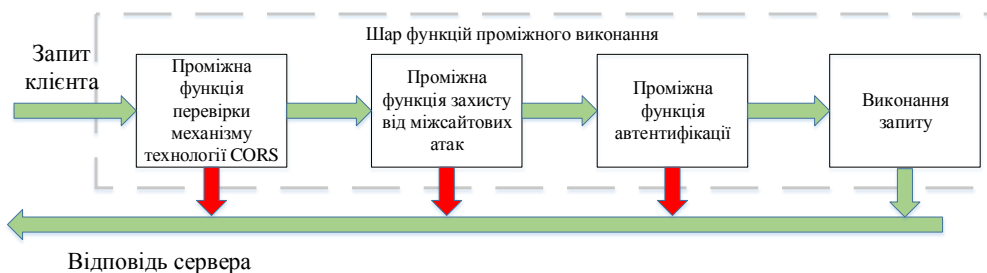 Шар функцій проміжного виконання
Запит
клієнта
Проміжна
функція
перевірки
механізму
технології CORS
Проміжна
функція захисту
від міжсайтових
атак
Проміжна
функція
автентифікації
Виконання
запиту
Відповідь сервера